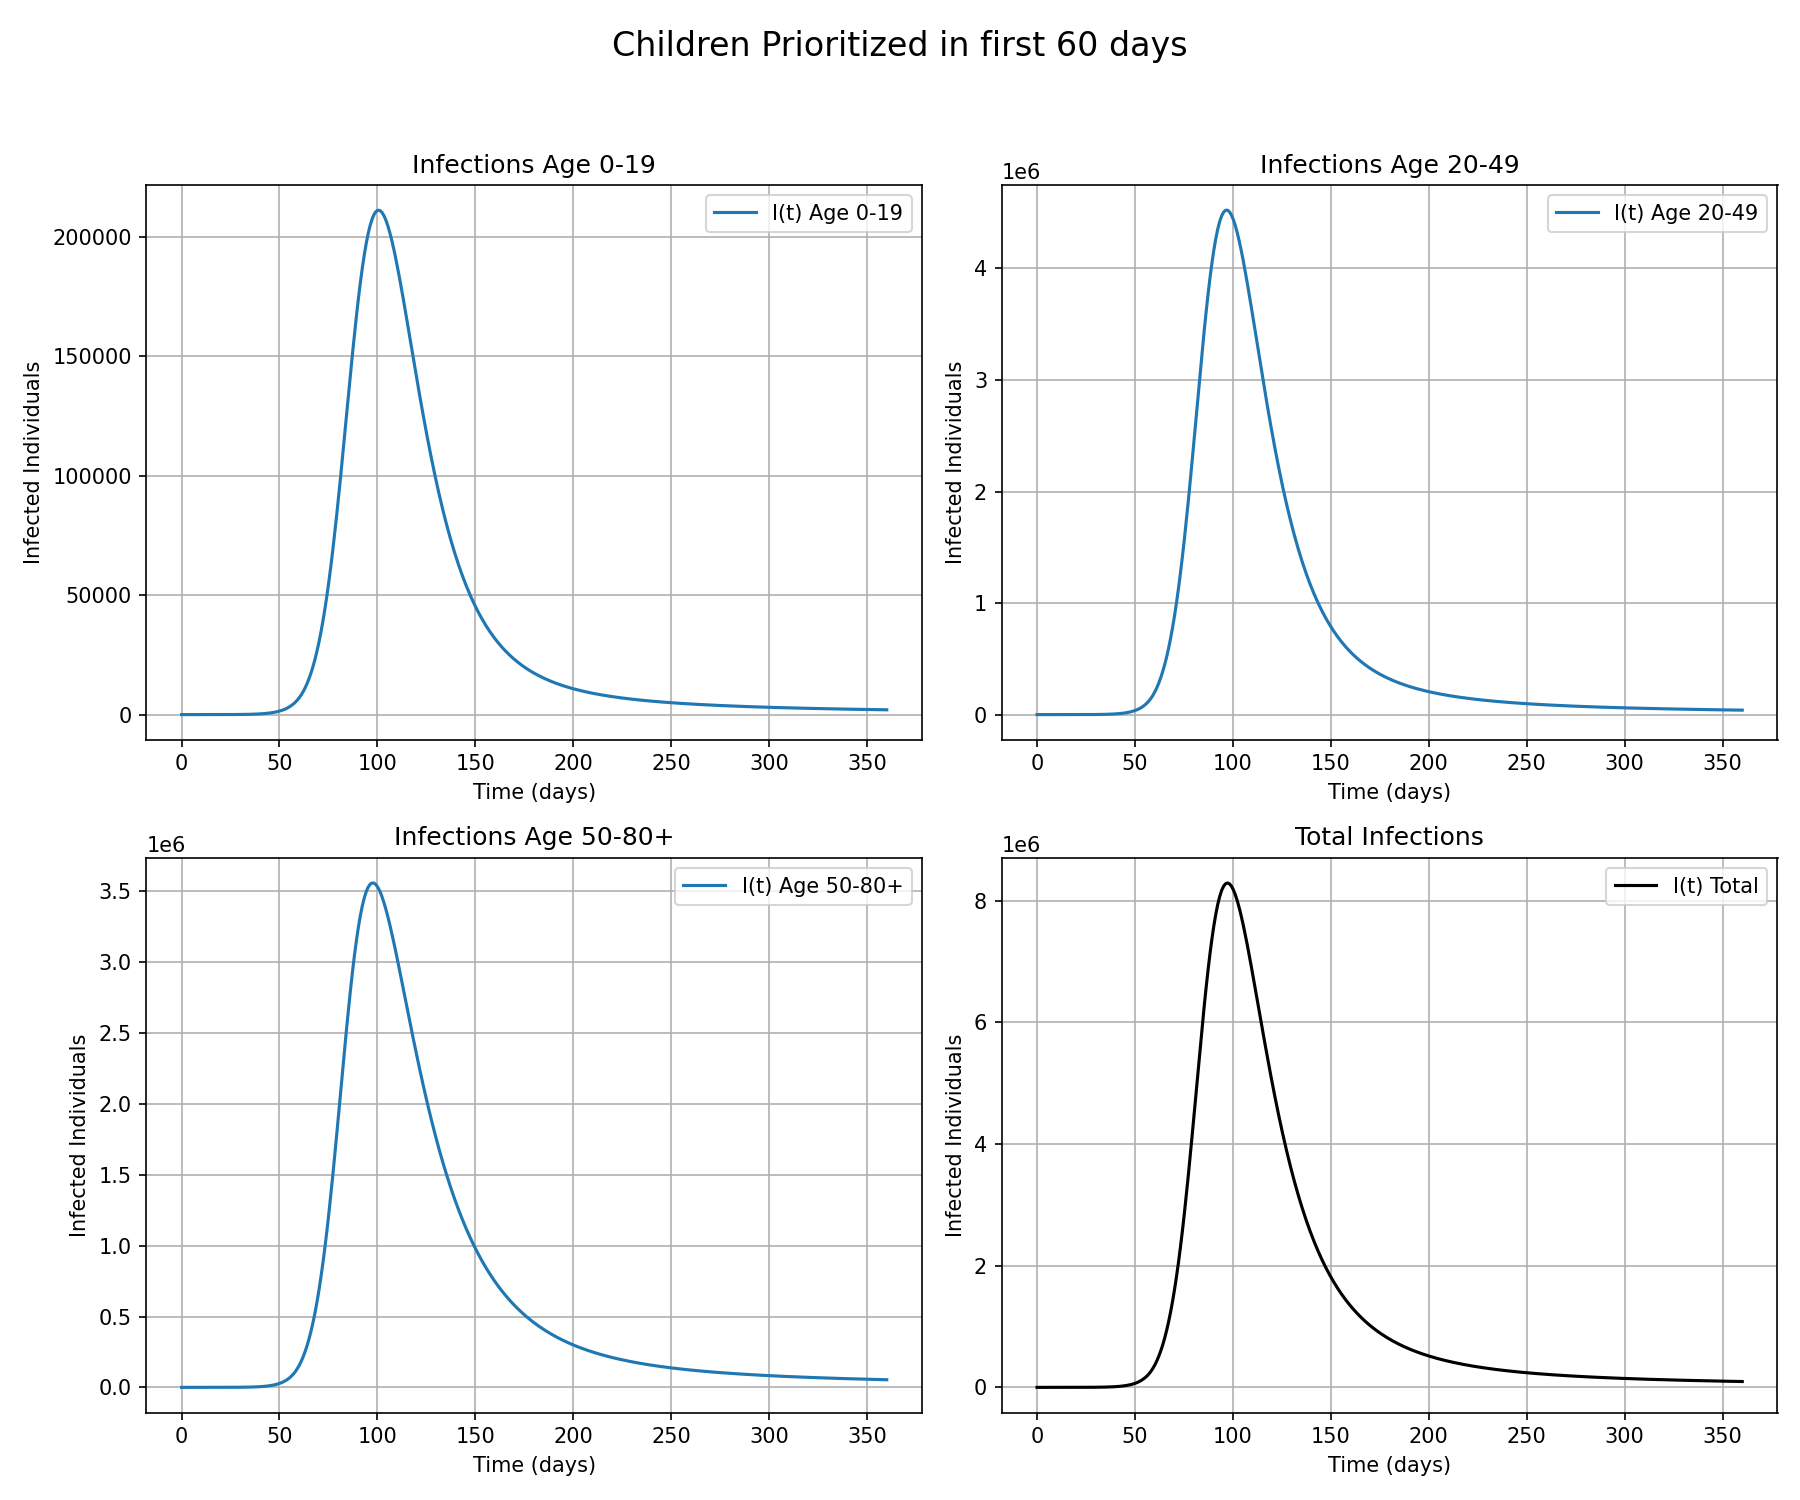 Children Prioritized in first 60 days
Infections Age 0-19
I(t) Age 0-19
200000
150000
100000
50000
0
Infected Individuals
0 50 100 150 200 250 300 350
Time (days)
Infections Age 20-49
1e6
I(t) Age 20-49
4
3
2
1
0
Infected Individuals
0 50 100 150 200 250 300 350
Time (days)
Infections Age 50-80+
1e6
I(t) Age 50-80+
3.5
3.0
2.5
2.0
1.5
1.0
0.5
0.0
Infected Individuals
0 50 100 150 200 250 300 350
Time (days)
Total Infections
1e6
I(t) Total
8
6
4
2
0
Infected Individuals
0 50 100 150 200 250 300 350
Time (days)